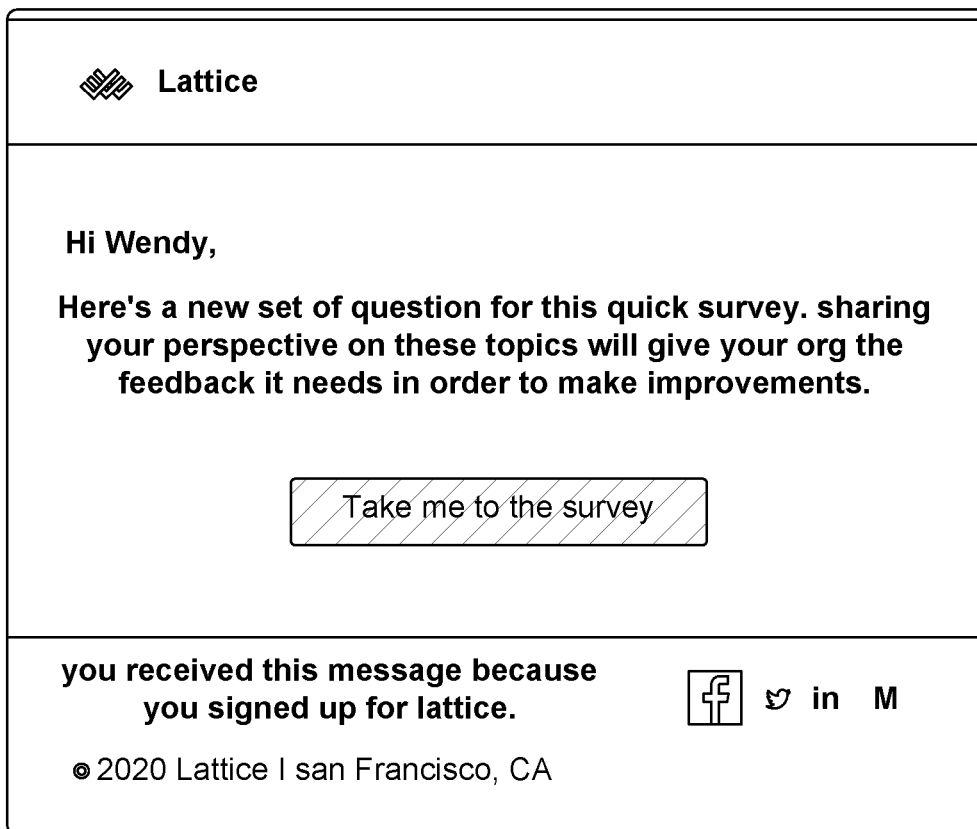 Lattice
Hi Wendy,
Here's a new set of question for this quick survey. sharing
your perspective on these topics will give your org the
feedback it needs in order to make improvements.
Take me to the survey
you received this message because
you signed up for lattice.
f in M
© 2020 Lattice I san Francisco, CA